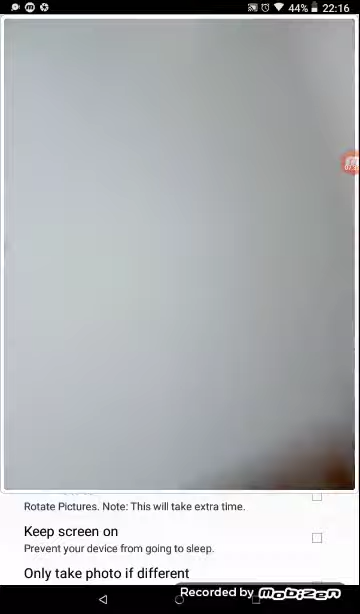 44% 22:16
Rotate Pictures. Note: This will take extra time.
Keep screen on
Prevent your device from going to sleep.
Only take photo if different
Recorded by mobizen